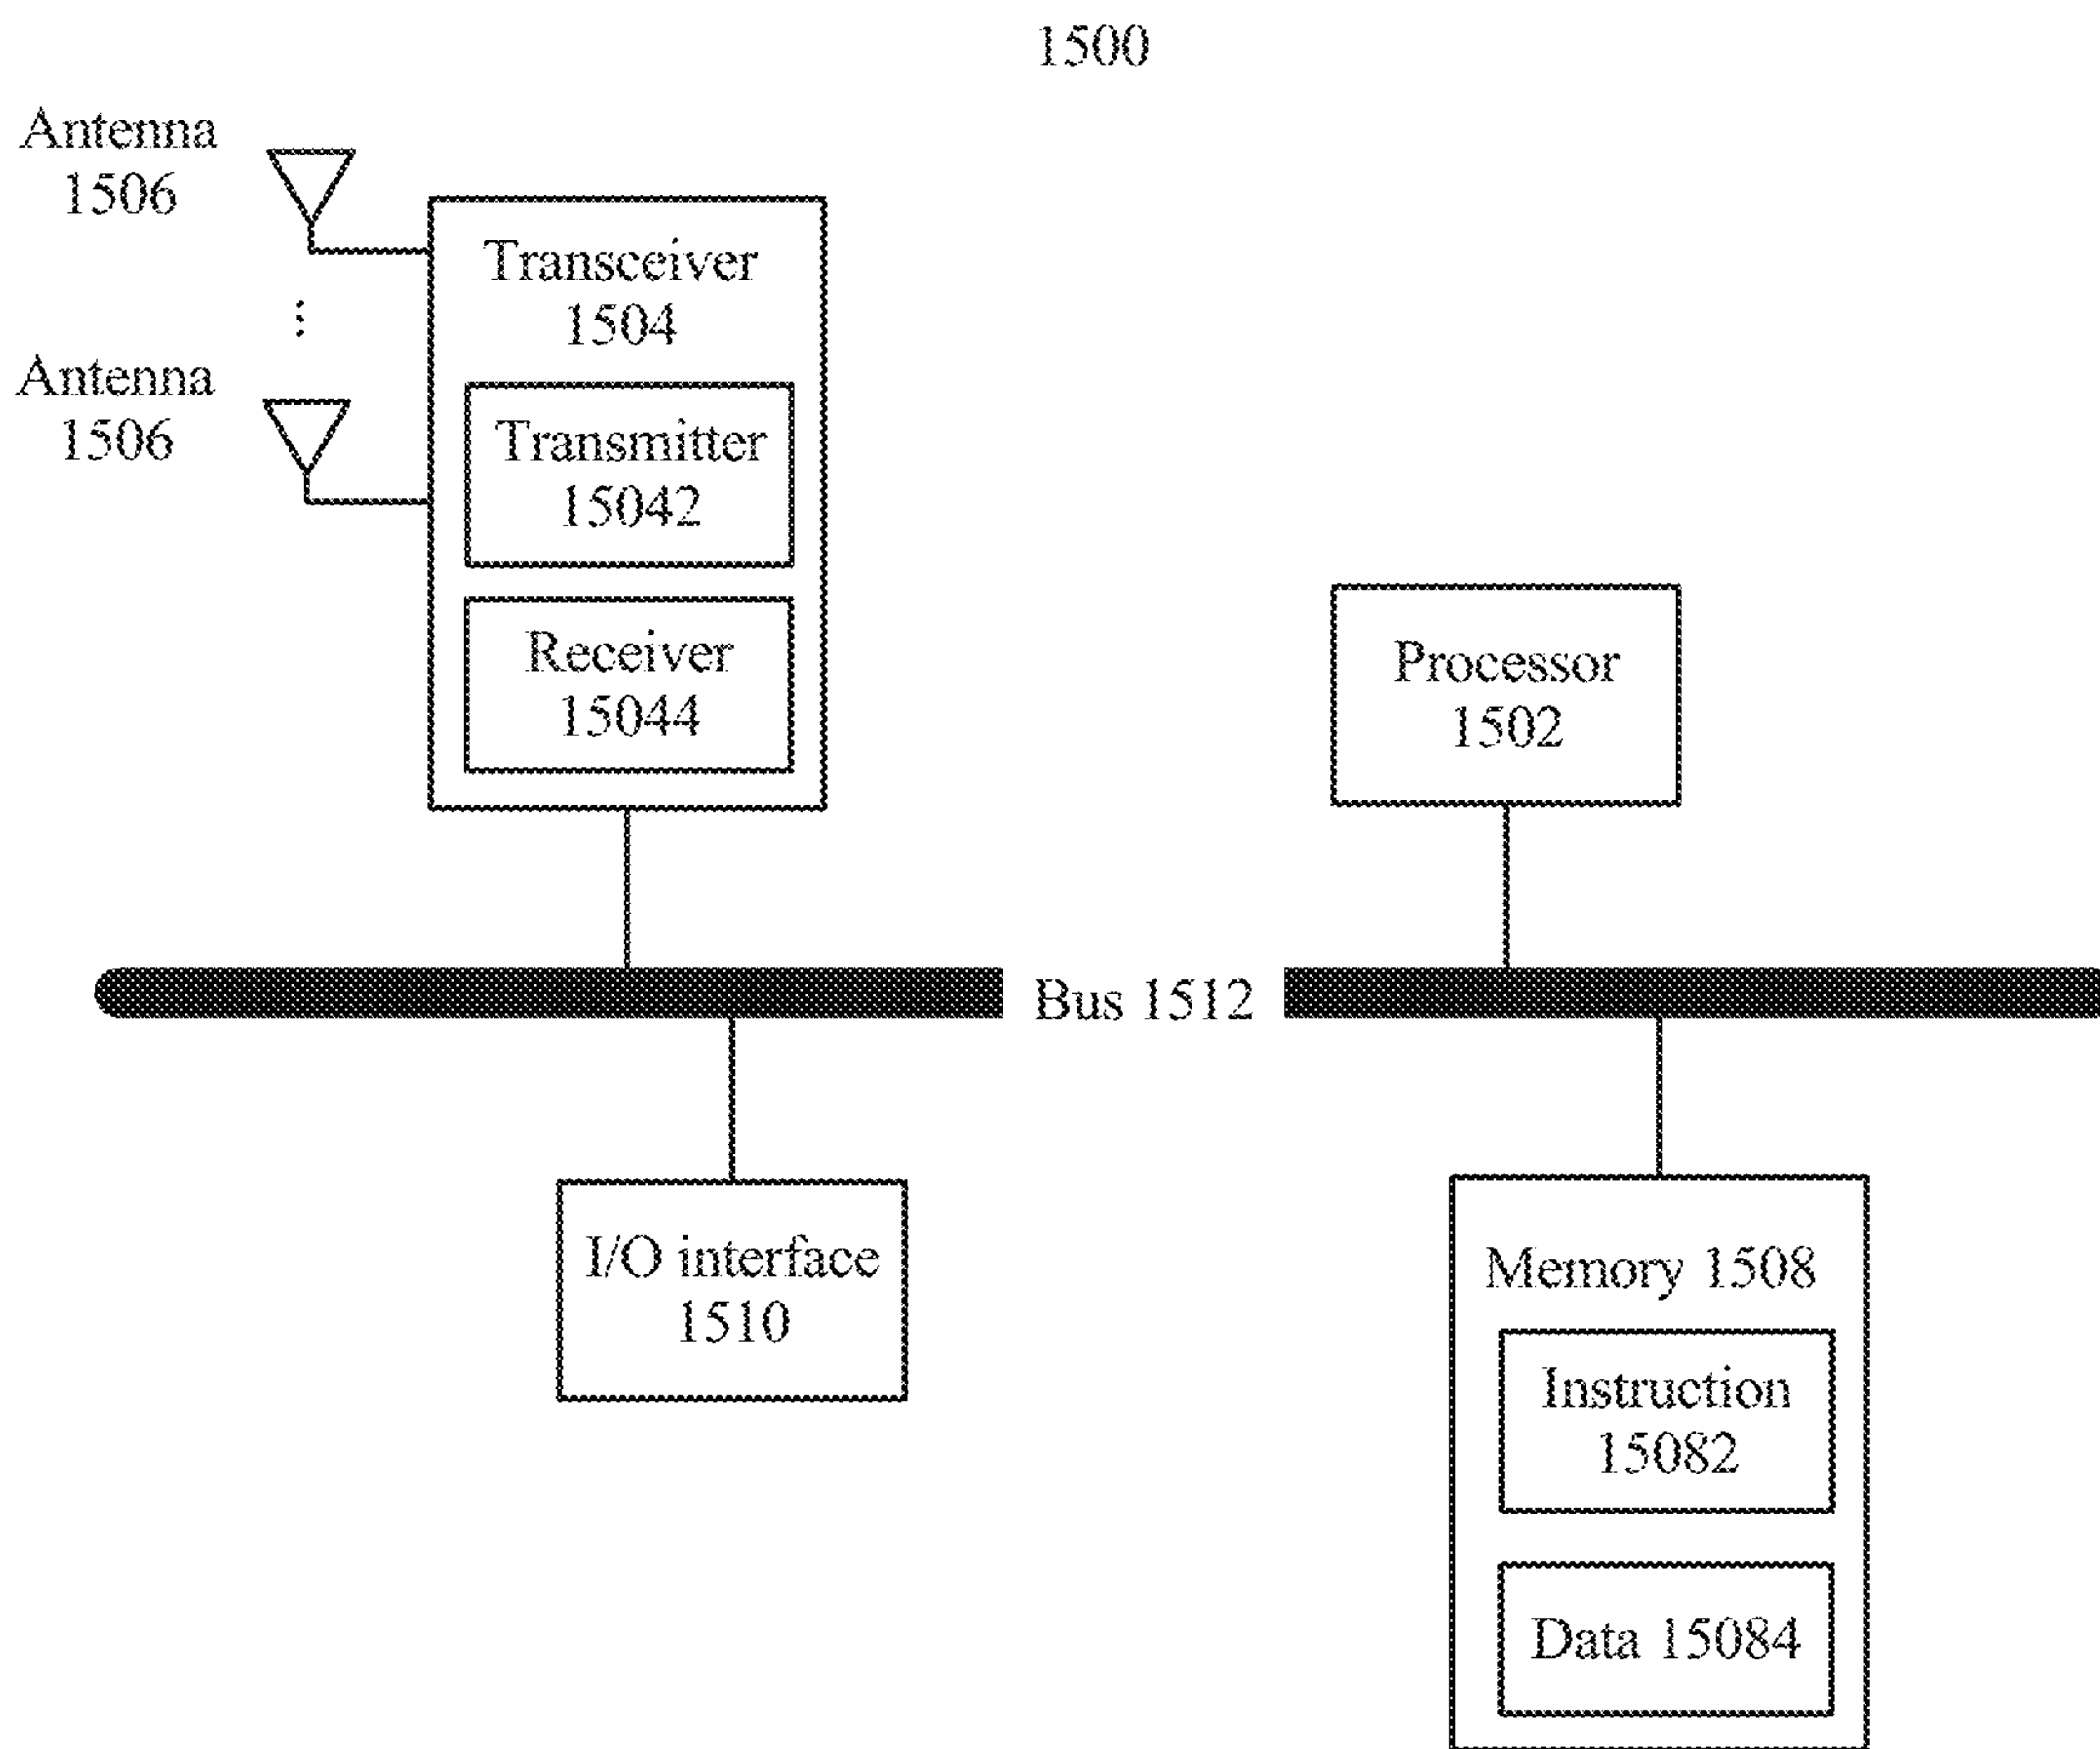 1500
Antenna
1506
Transceiver
1504
Antenna
1506
Transmitter
15042
Receiver
15044
Processor
1502
Bus 1512
I/O interface
1510
Memory 1508
Instruction
15082
Data 15084